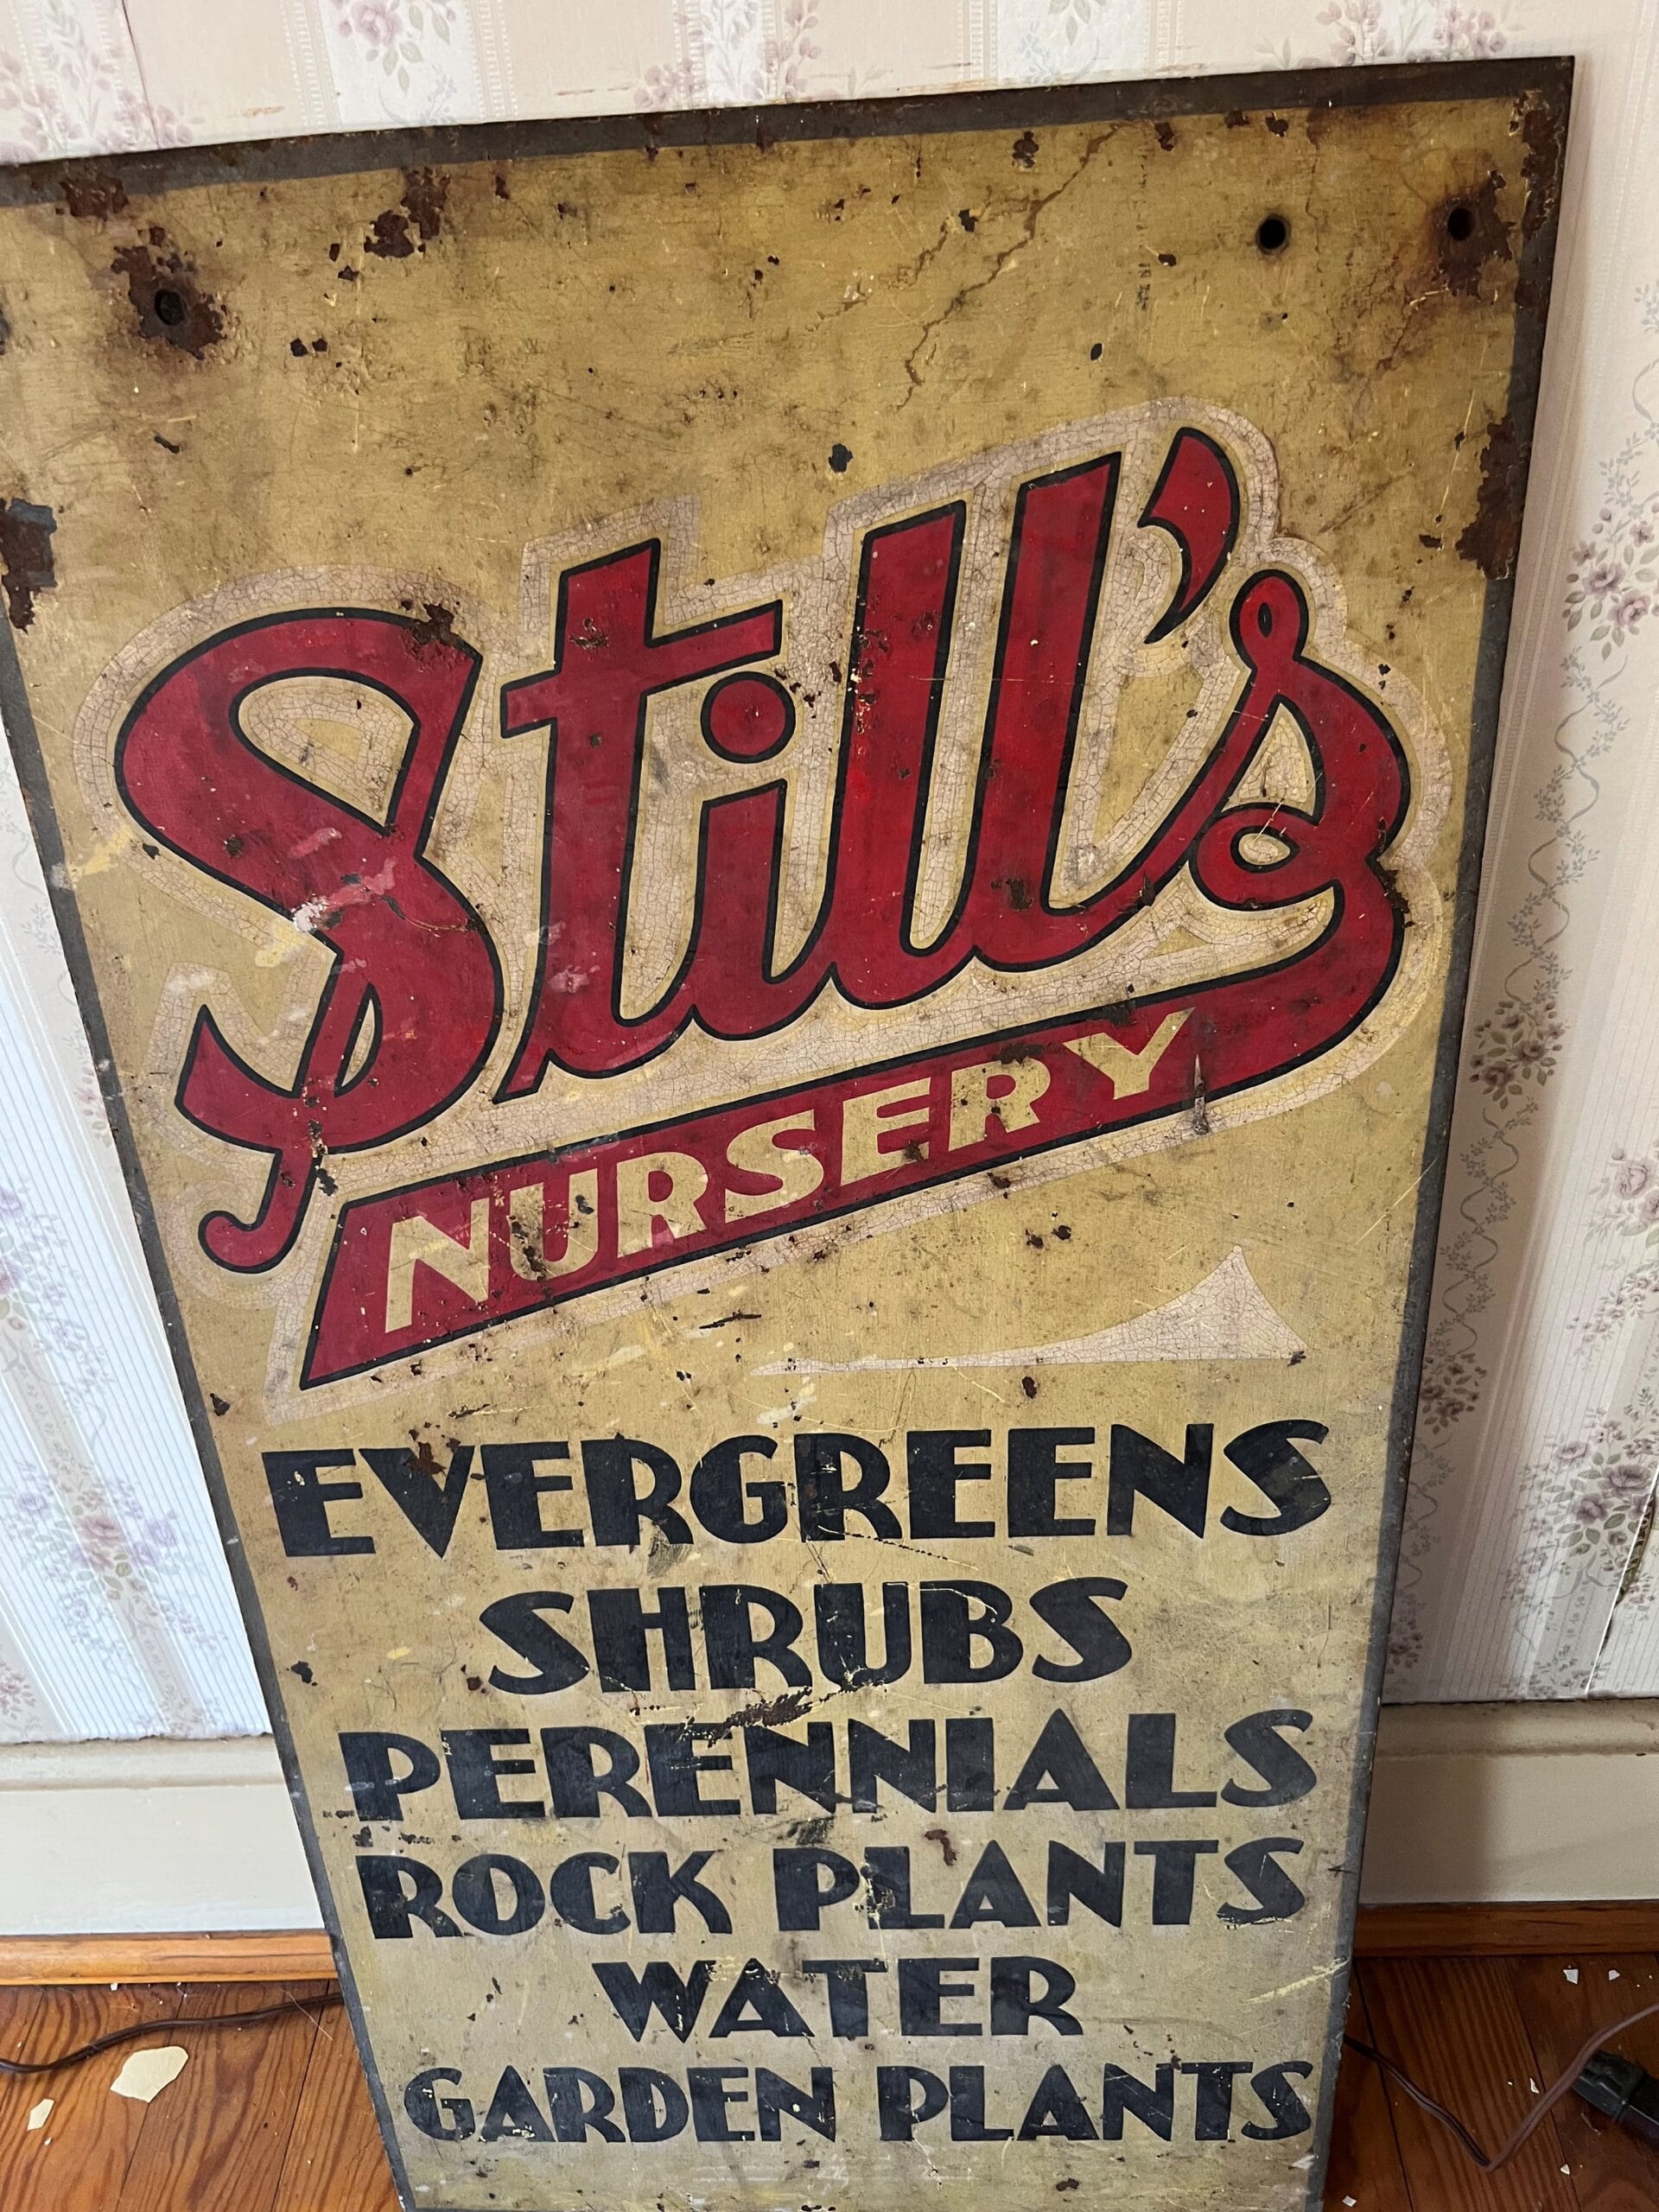 Still's
NURSERY
EVERGREENS
SHRUBS
PERENNIALS
ROCK PLANTS
WATER
GARDEN PLANTS